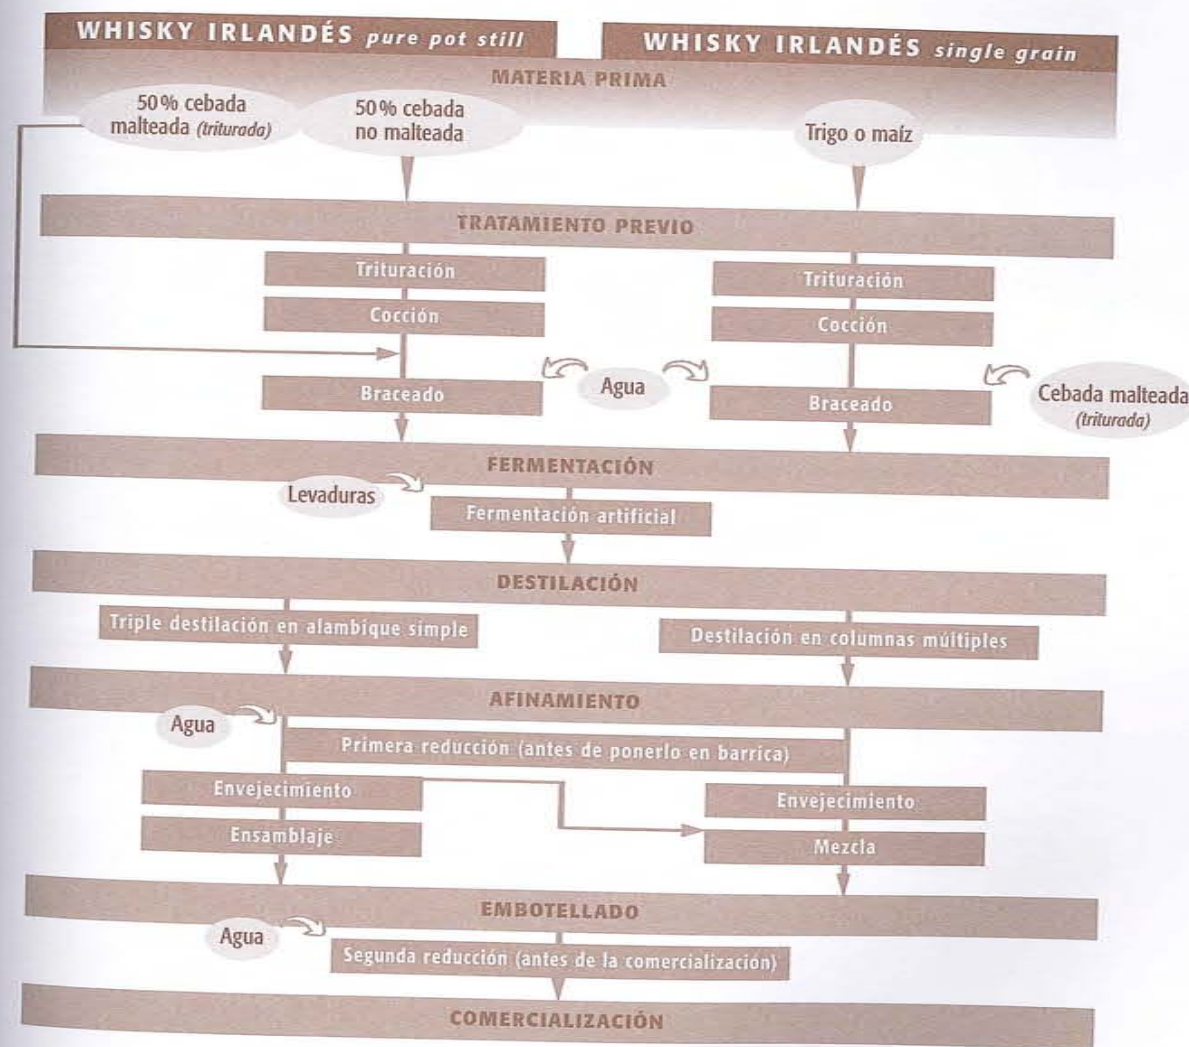 WHISKY IRLANDÉS pure pot still
WHISKY IRLANDÉS single grain
MATERIA PRIMA
50% cebada
malteada (triturada)
50% cebada
no malteada
Trigo o maíz
TRATAMIENTO PREVIO
Trituración
Trituración
Cocción
Cocción
Agua
Braceado
Braceado
Cebada malteada
(triturada)
FERMENTACIÓN
Levaduras
Fermentación artificial
DESTILACIÓN
Triple destilación en alambique simple
Destilación en columnas múltiples
AFINAMIENTO
Agua
Primera reducción (antes de ponerlo en barrica)
Envejecimiento
Envejecimiento
Ensamblaje
Mezcla
EMBOTELLADO
Agua
Segunda reducción (antes de la comercialización)
COMERCIALIZACIÓN